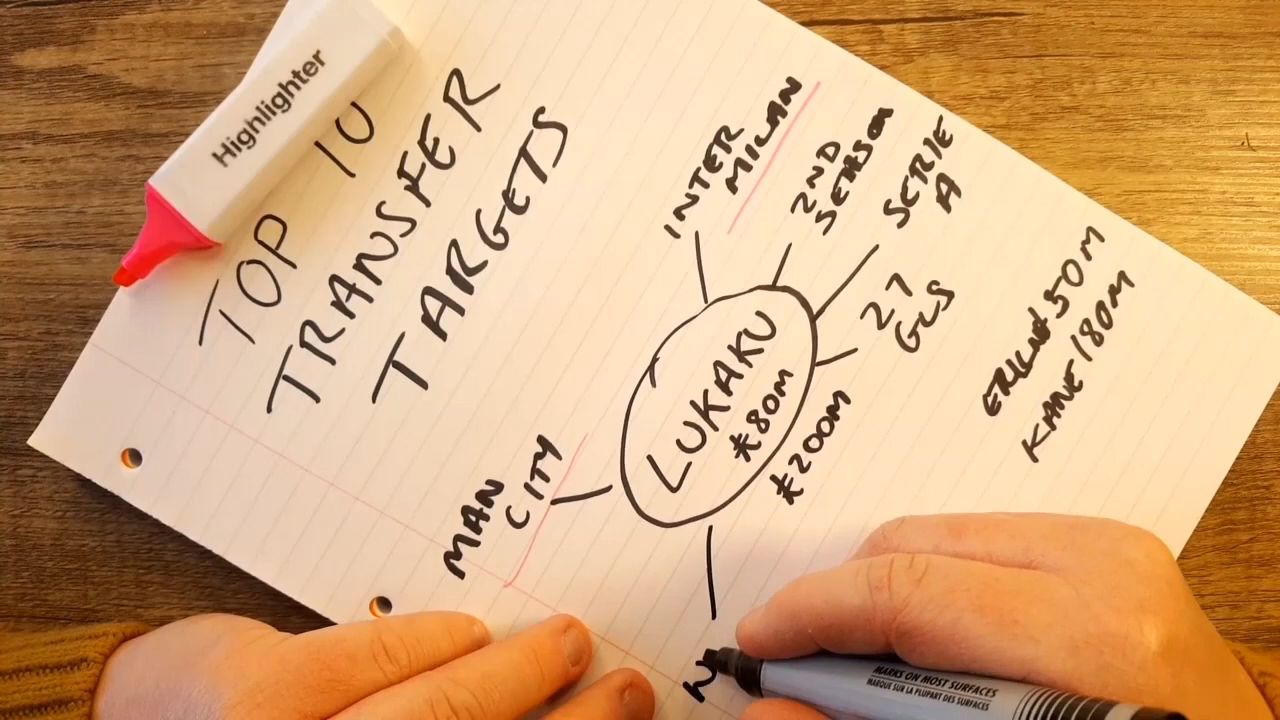 Highlighter
TOP 10
TRANSFER
TARGETS
INTER
MILAN
2ND
SEASON
SERIE
A
27
GLS
LUKAKU
£80M
£200M
MAN
CITY
50M
KANE 180M
N
MARKS ON MOST SURFACES
MARQUE SUR LA PLUPART DES SURFACES